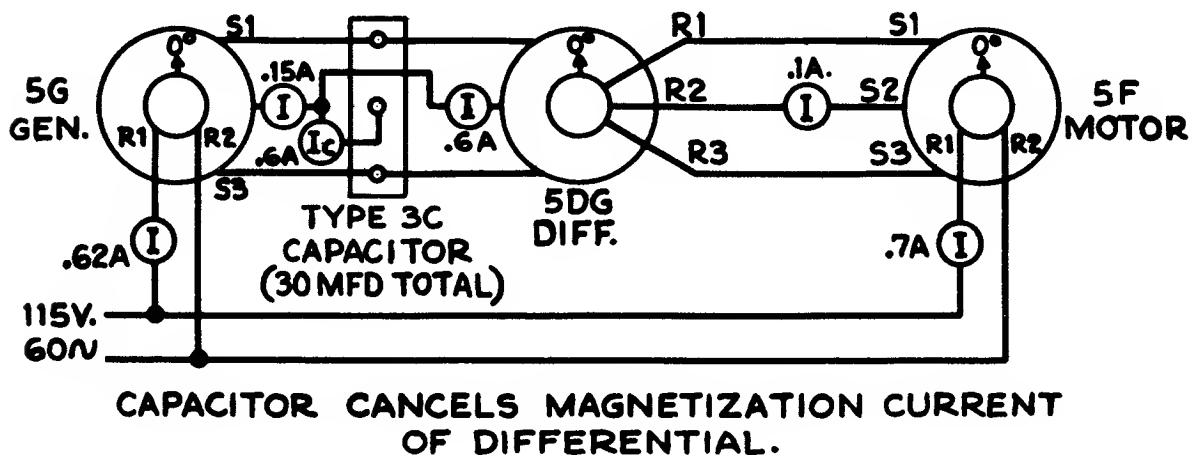 S1
R1
S1
0°
0°
0°
.15A
.1A.
5G
GEN.
I
I
R2
I
S2
5F
MOTOR
R1
R2
Ic
.6A
.6A
R3
S3
R1
R2
S3
TYPE 3C
CAPACITOR
(30 MFD TOTAL)
5DG
DIFF.
I
.62A
I
.7A
115V.
60~
CAPACITOR CANCELS MAGNETIZATION CURRENT
OF DIFFERENTIAL.